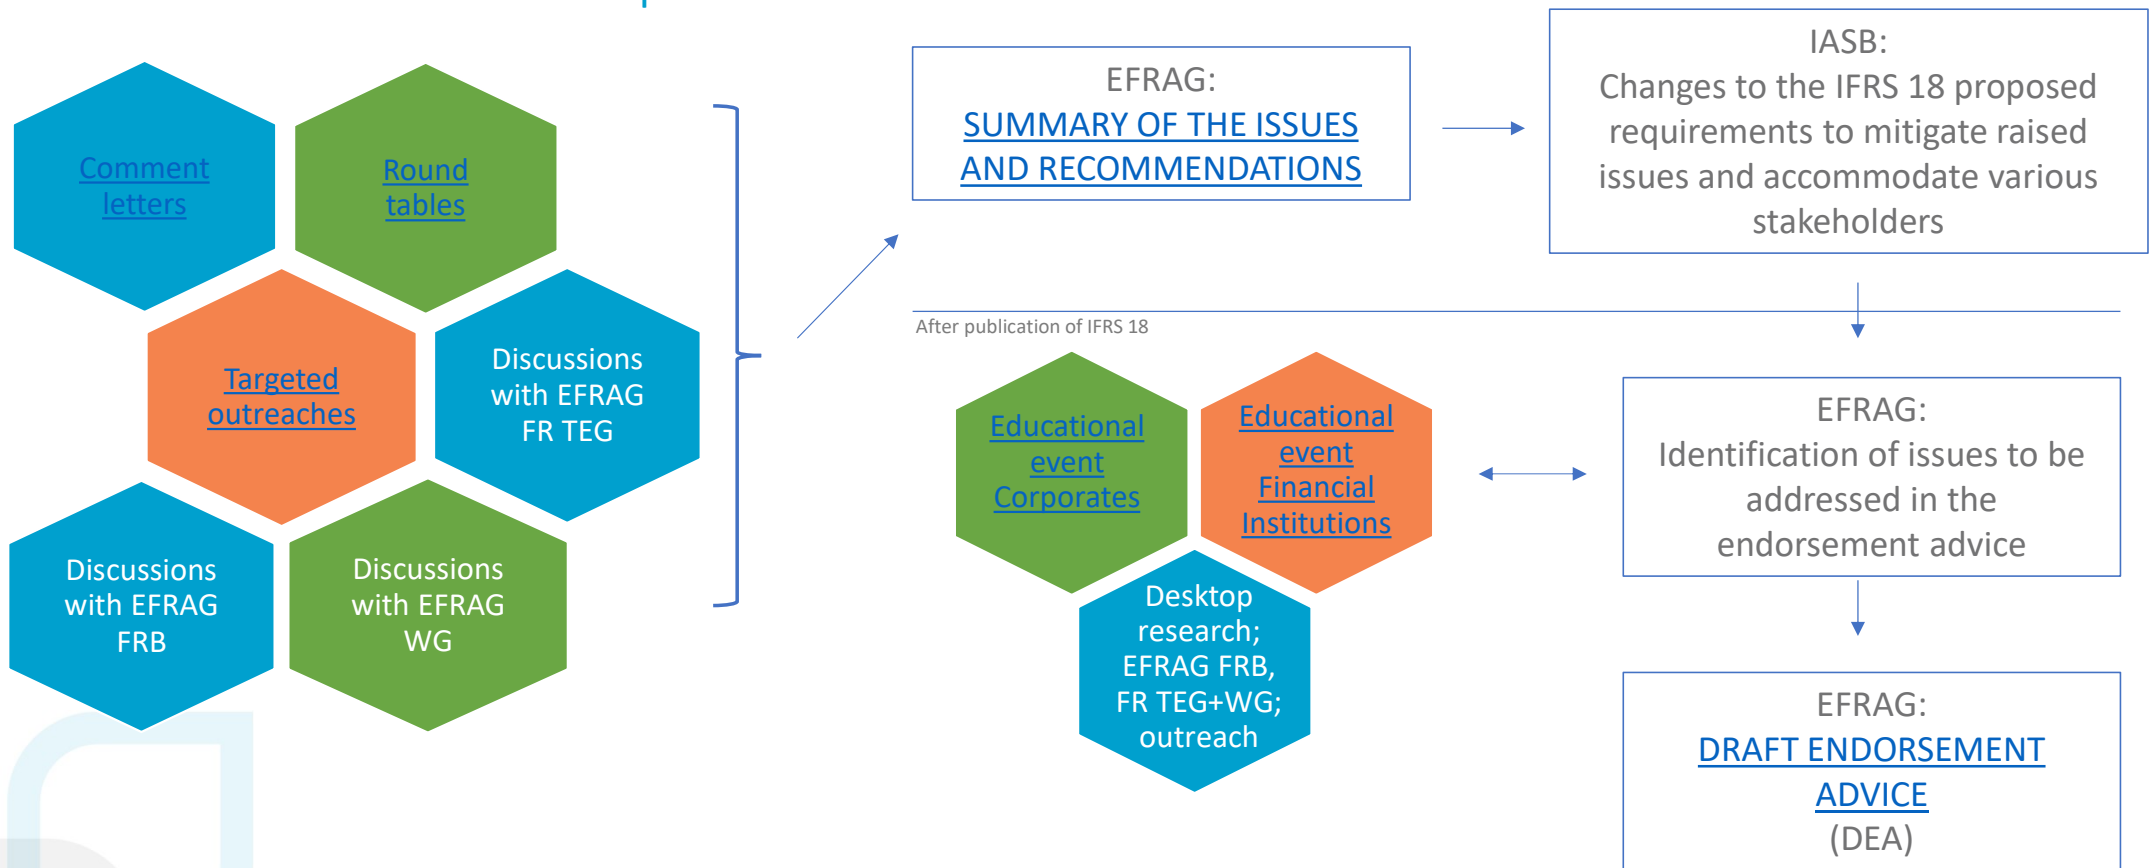 Comment
letters
Round
tables
Targeted
outreaches
Discussions
with EFRAG
FR TEG
Discussions
with EFRAG
FRB
Discussions
with EFRAG
WG
EFRAG:
SUMMARY OF THE ISSUES
AND RECOMMENDATIONS
IASB:
Changes to the IFRS 18 proposed
requirements to mitigate raised
issues and accommodate various
stakeholders
After publication of IFRS 18
Educational
event
Corporates
Educational
event
Financial
Institutions
Desktop
research;
EFRAG FRB,
FR TEG+WG;
outreach
EFRAG:
Identification of issues to be
addressed in the
endorsement advice
EFRAG:
DRAFT ENDORSEMENT
ADVICE
(DEA)